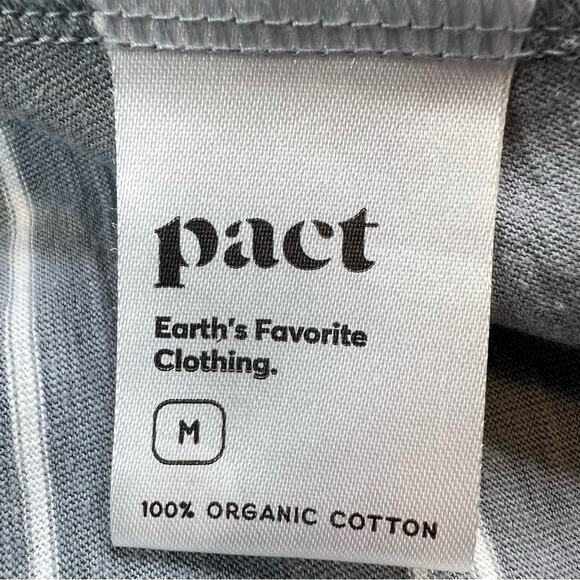 pact
Earth's Favorite
Clothing.
M
100% ORGANIC COTTON